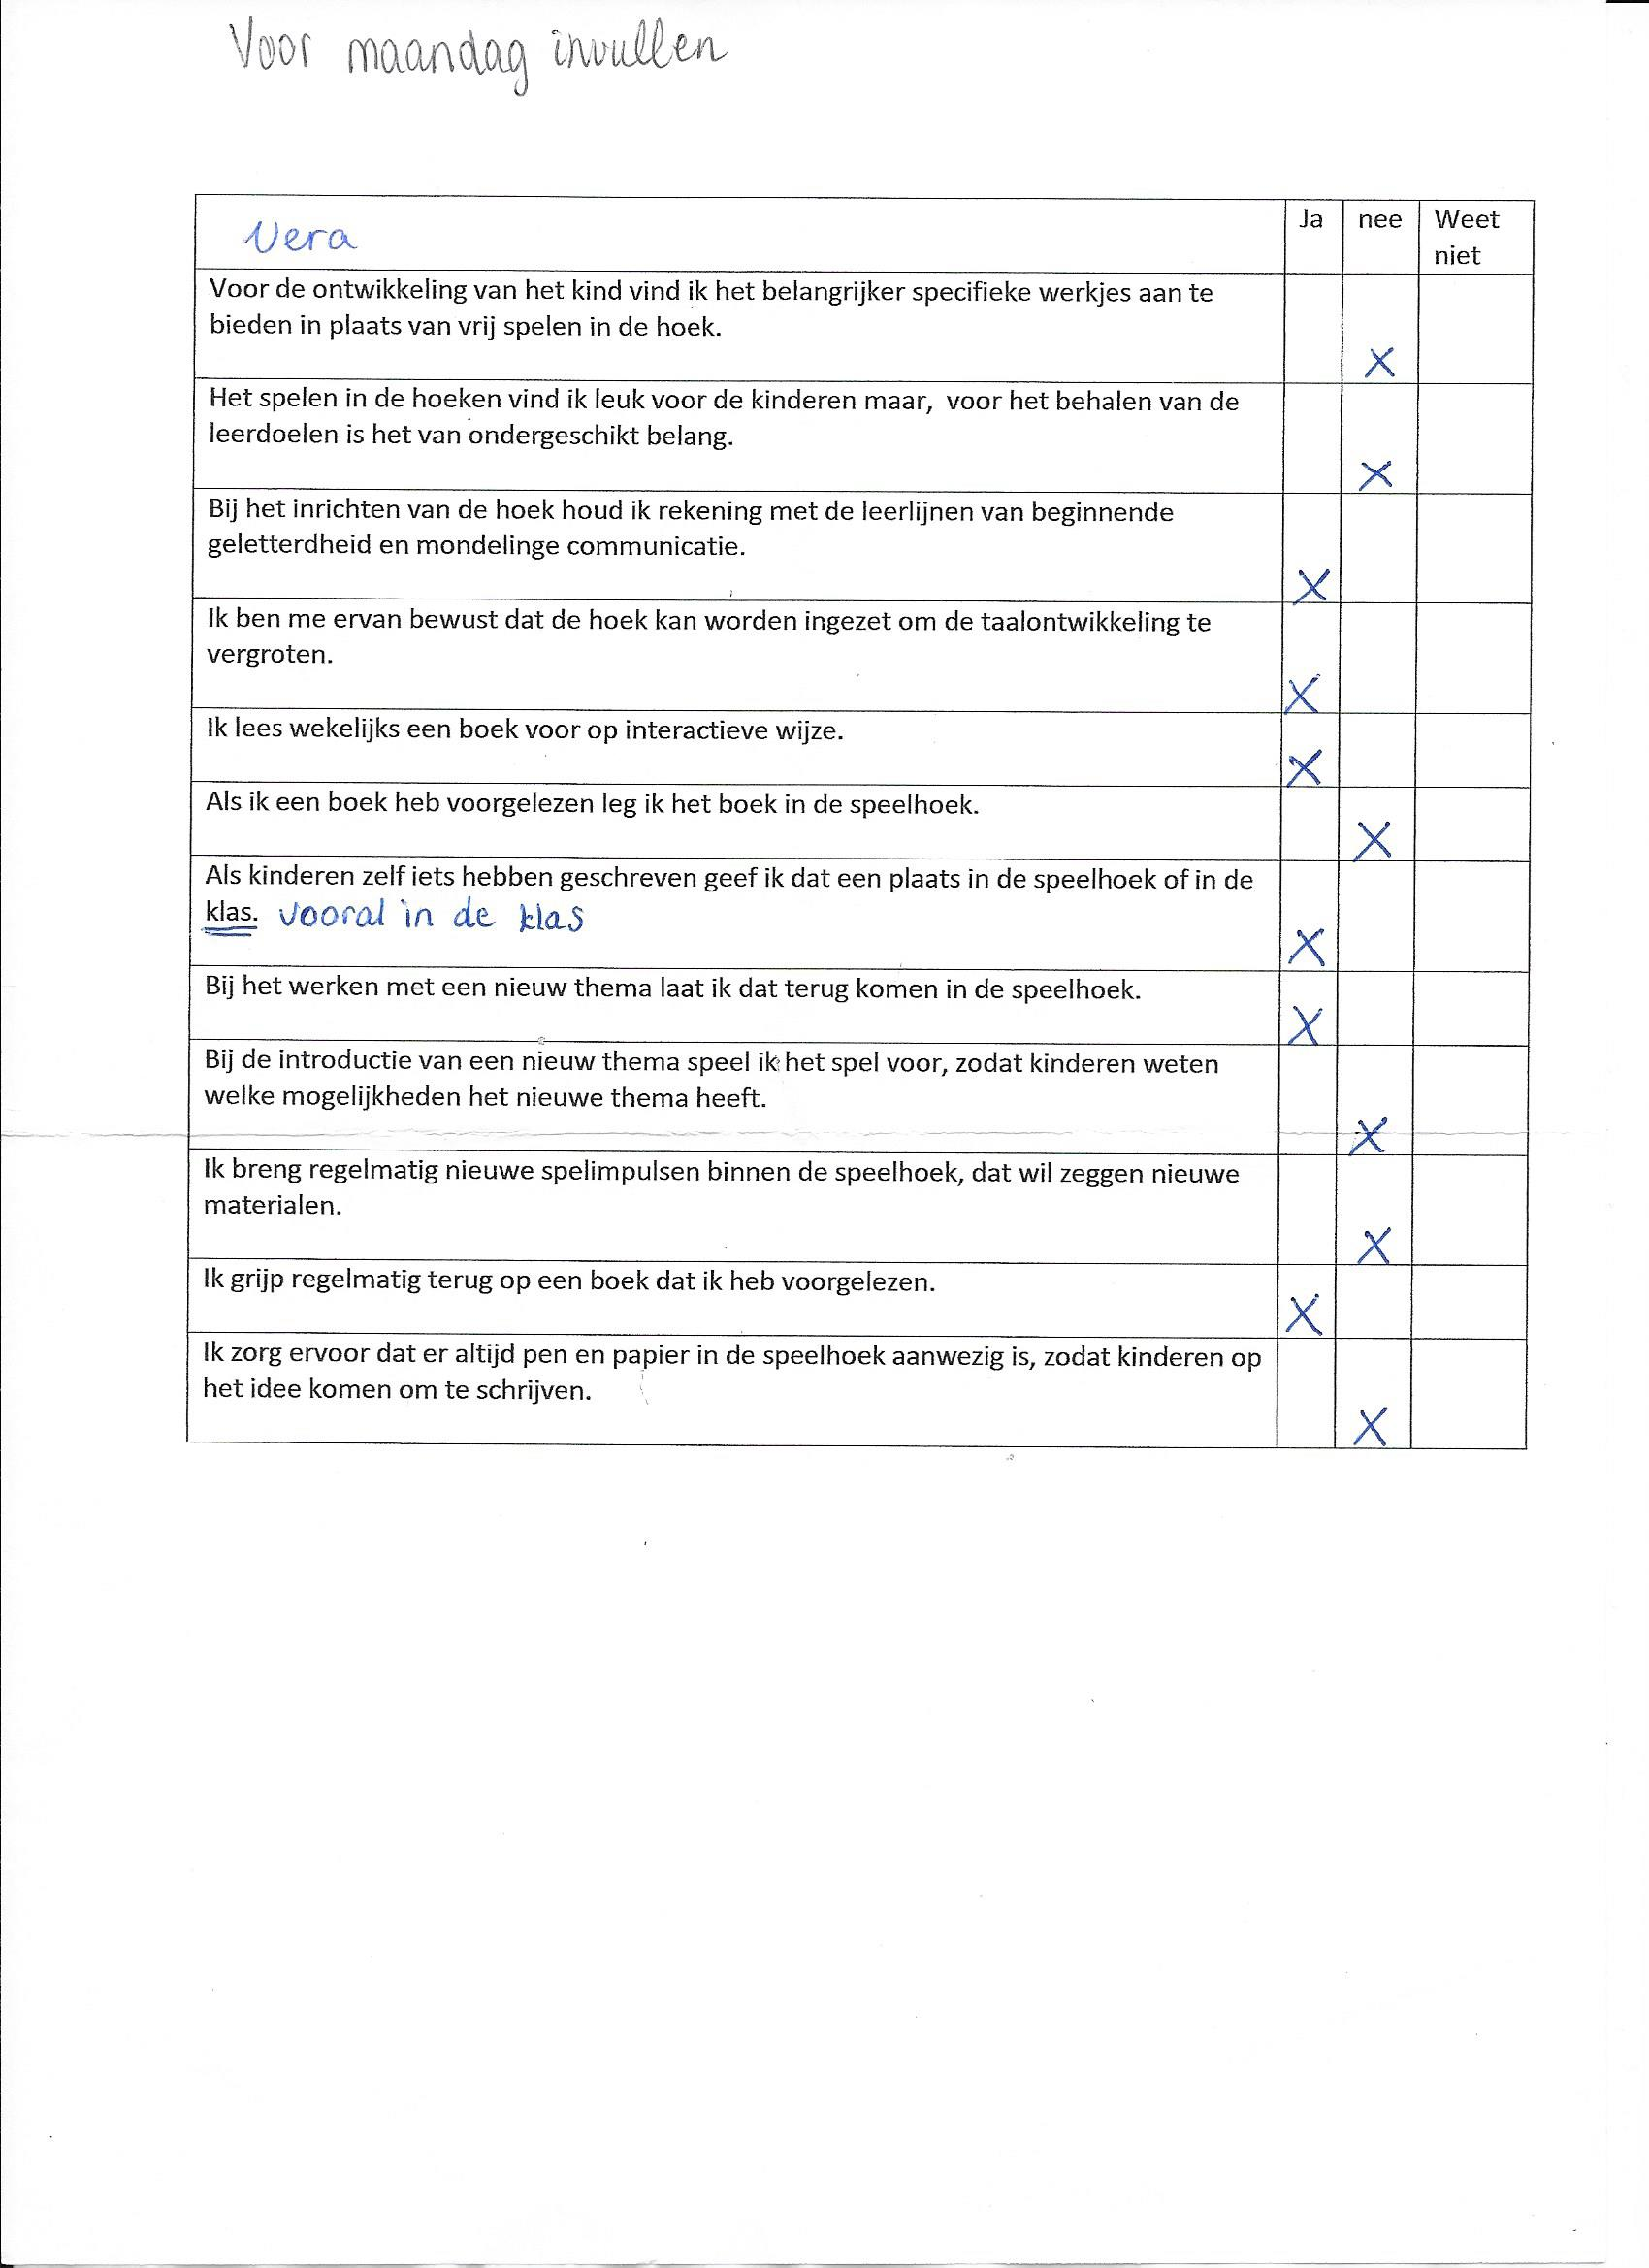 Voor maandag invullen
Vera
Ja
nee
Weet
niet
Voor de ontwikkeling van het kind vind ik het belangrijker specifieke werkjes aan te
bieden in plaats van vrij spelen in de hoek.
X
Het spelen in de hoeken vind ik leuk voor de kinderen maar, voor het behalen van de
leerdoelen is het van ondergeschikt belang.
X
Bij het inrichten van de hoek houd ik rekening met de leerlijnen van beginnende
geletterdheid en mondelinge communicatie.
X
Ik ben me ervan bewust dat de hoek kan worden ingezet om de taalontwikkeling te
vergroten.
X
Ik lees wekelijks een boek voor op interactieve wijze.
X
Als ik een boek heb voorgelezen leg ik het boek in de speelhoek.
X
Als kinderen zelf iets hebben geschreven geef ik dat een plaats in de speelhoek of in de
klas. vooral in de klas
X
Bij het werken met een nieuw thema laat ik dat terug komen in de speelhoek.
X
Bij de introductie van een nieuw thema speel ik het spel voor, zodat kinderen weten
welke mogelijkheden het nieuwe thema heeft.
X
Ik breng regelmatig nieuwe spelimpulsen binnen de speelhoek, dat wil zeggen nieuwe
materialen.
X
Ik grijp regelmatig terug op een boek dat ik heb voorgelezen.
X
Ik zorg ervoor dat er altijd pen en papier in de speelhoek aanwezig is, zodat kinderen op
het idee komen om te schrijven.
X